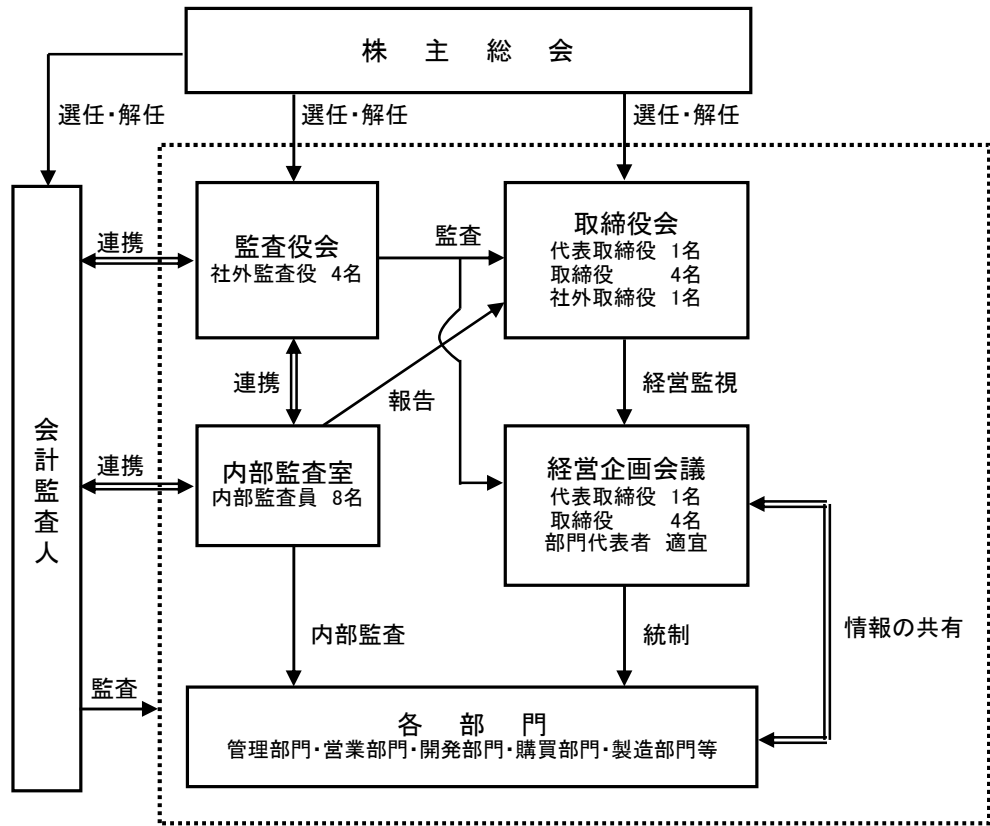 株 主 総 会
選任・解任
選任・解任
選任・解任
連携
監査役会
社外監査役 4名
監査
取締役会
代表取締役 1名
取締役 4名
社外取締役 1名
連携
報告
経営監視
会計監査人
連携
内部監査室
内部監査員 8名
経営企画会議
代表取締役 1名
取締役 4名
部門代表者 適宜
内部監査
統制
情報の共有
監査
各 部 門
管理部門・営業部門・開発部門・購買部門・製造部門等